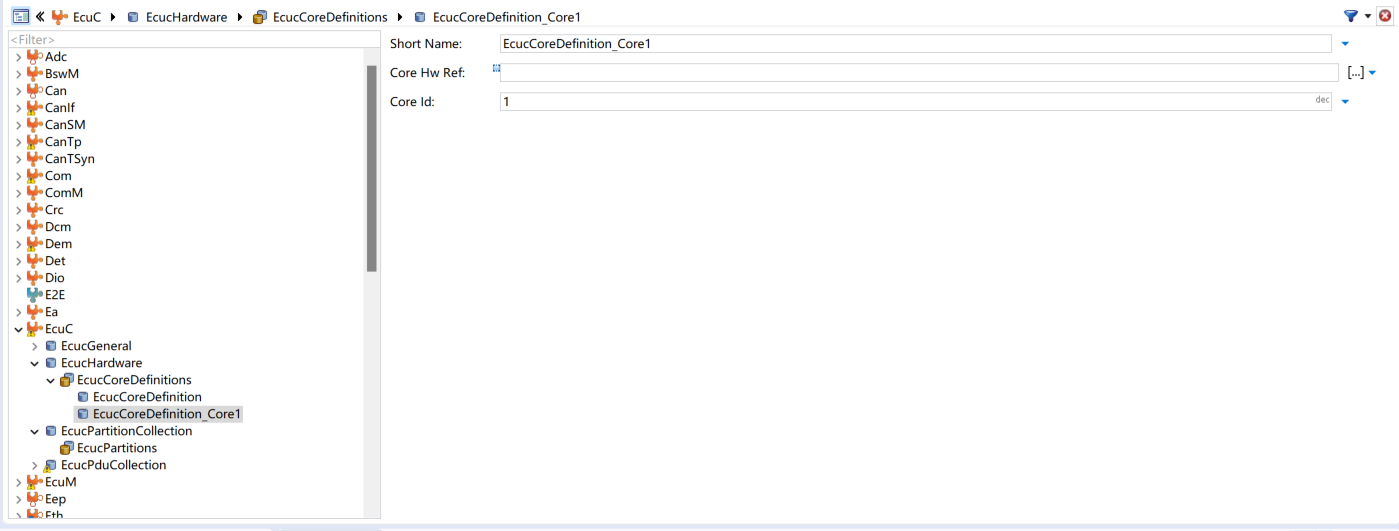 EcuC EcucHardware EcucCoreDefinitions EcucCoreDefinition_Core1
<Filter>
Adc
BswM
Can
CanIf
CanSM
CanTp
CanTSyn
Com
ComM
Crc
Dcm
Dem
Det
Dio
E2E
Ea
EcuC
EcucGeneral
EcucHardware
EcucCoreDefinitions
EcucCoreDefinition
EcucCoreDefinition_Core1
EcucPartitionCollection
EcucPartitions
EcucPduCollection
EcuM
Eep
Eth
Short Name: EcucCoreDefinition_Core1
Core Hw Ref: [...]
Core Id: 1 dec